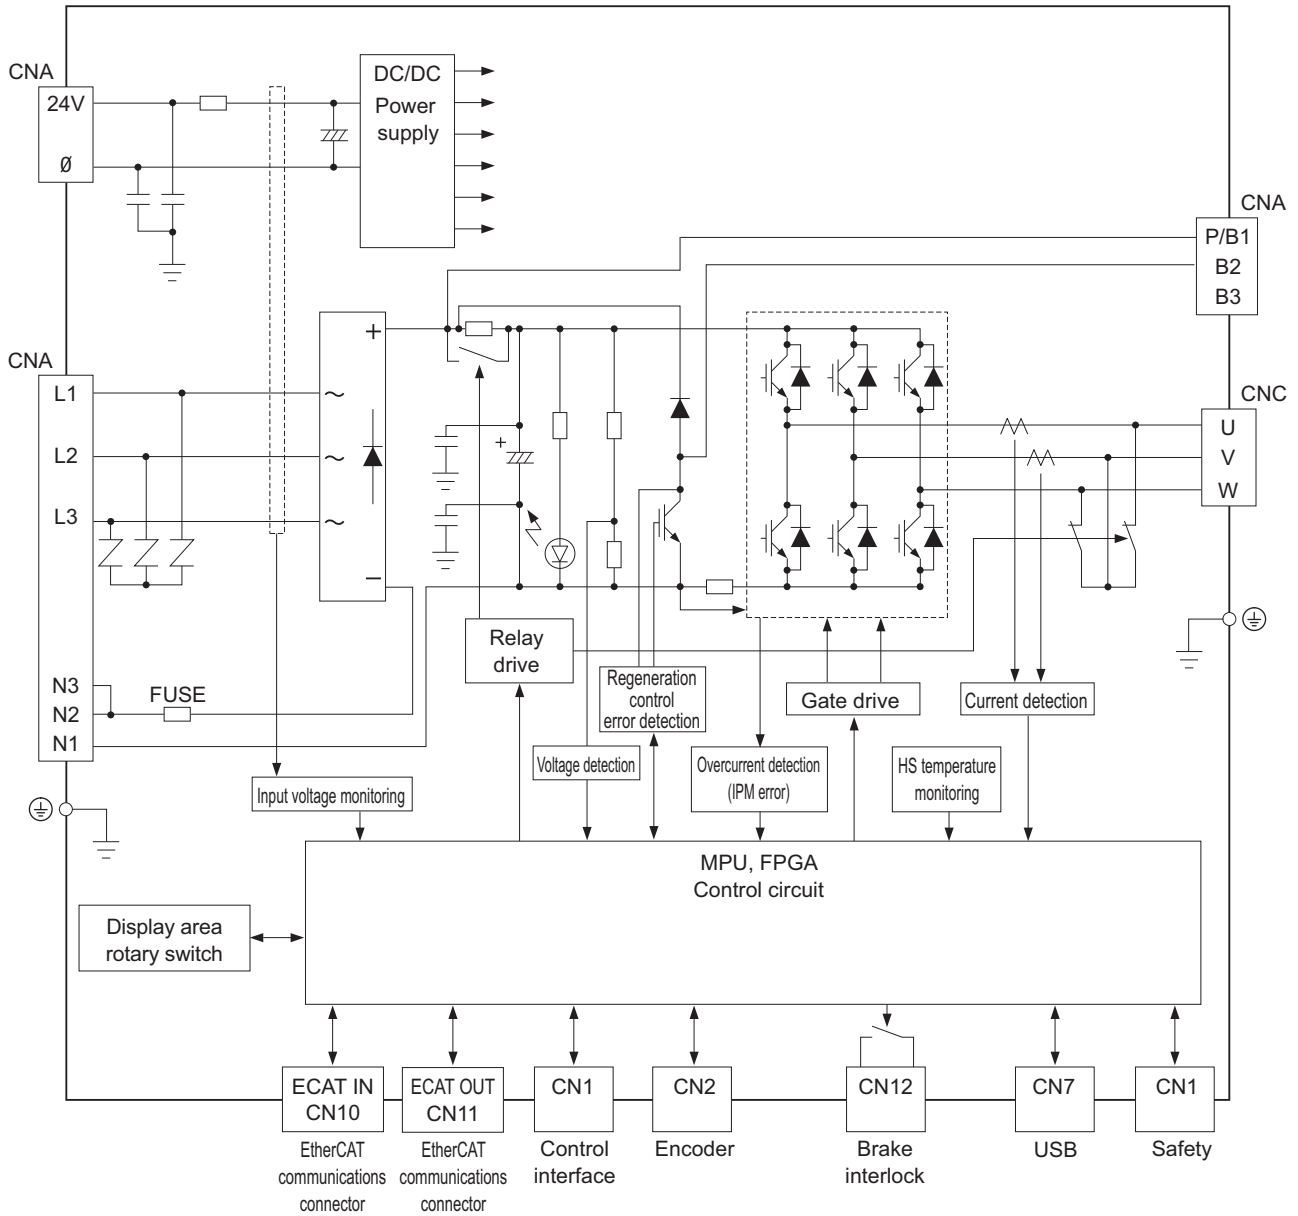 CNA
24V
Ø
DC/DC
Power
supply
CNA
P/B1
B2
B3
CNA
L1
L2
L3
+
−
+
CNC
U
V
W
N3
N2
N1
FUSE
Relay
drive
Regeneration
control
error detection
Gate drive
Current detection
Voltage detection
Overcurrent detection
(IPM error)
HS temperature
monitoring
Input voltage monitoring
MPU, FPGA
Control circuit
Display area
rotary switch
ECAT IN
CN10
ECAT OUT
CN11
CN1
CN2
CN12
CN7
CN1
EtherCAT
communications
connector
EtherCAT
communications
connector
Control
interface
Encoder
Brake
interlock
USB
Safety